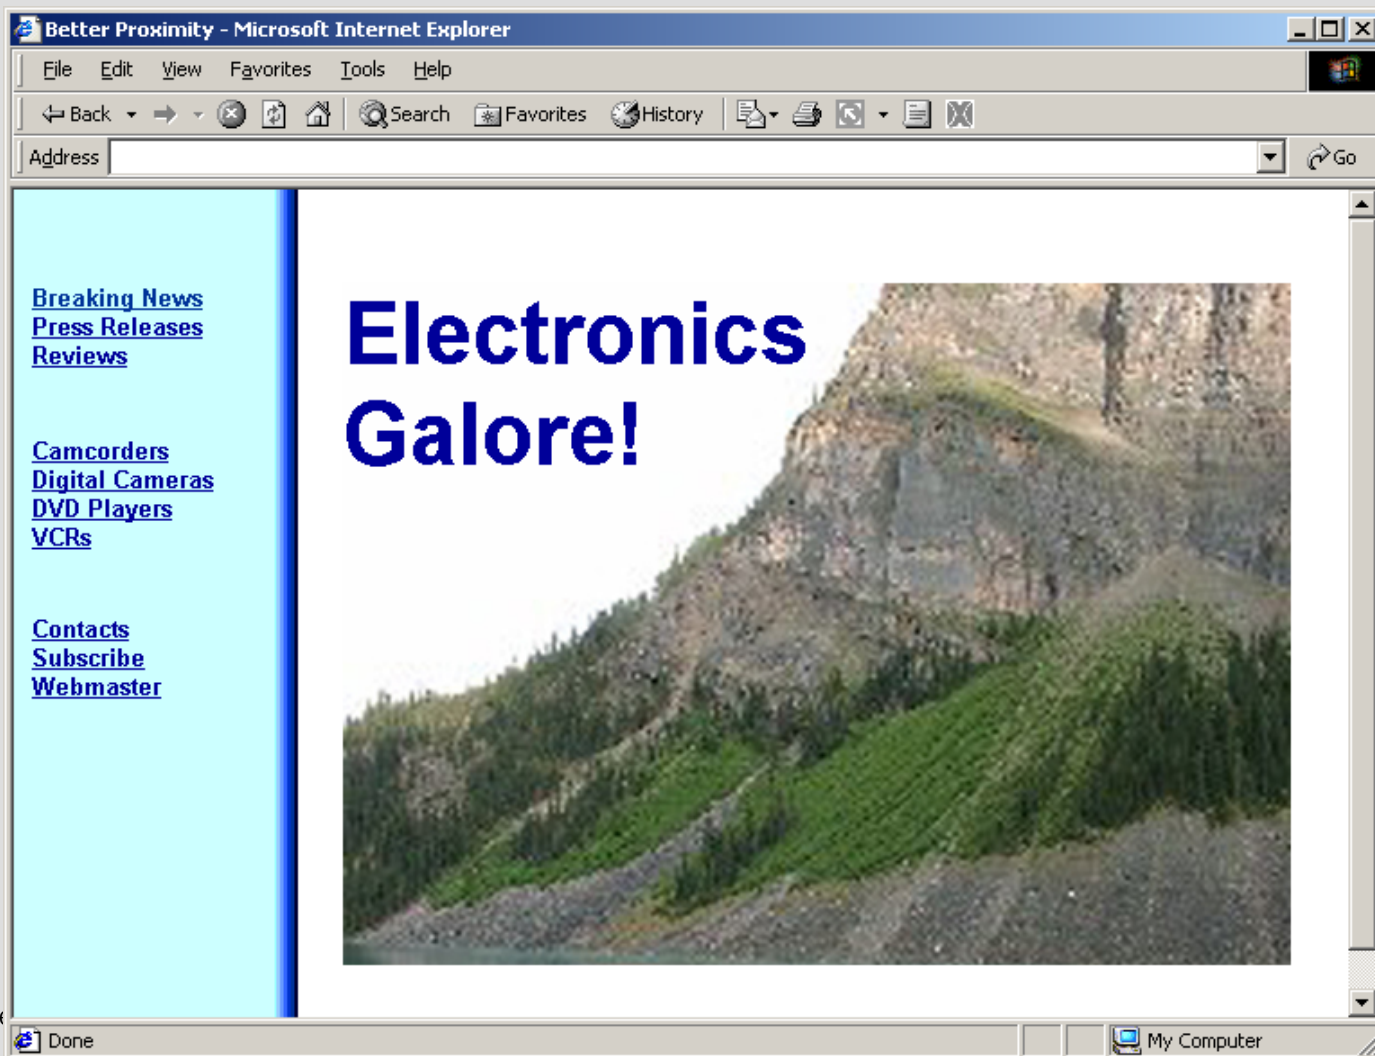 Better Proximity - Microsoft Internet Explorer
File Edit View Favorites Tools Help
Back Search Favorites History
Address Go
Breaking News
Press Releases
Reviews
Camcorders
Digital Cameras
DVD Players
VCRs
Contacts
Subscribe
Webmaster
Electronics
Galore!
Done My Computer